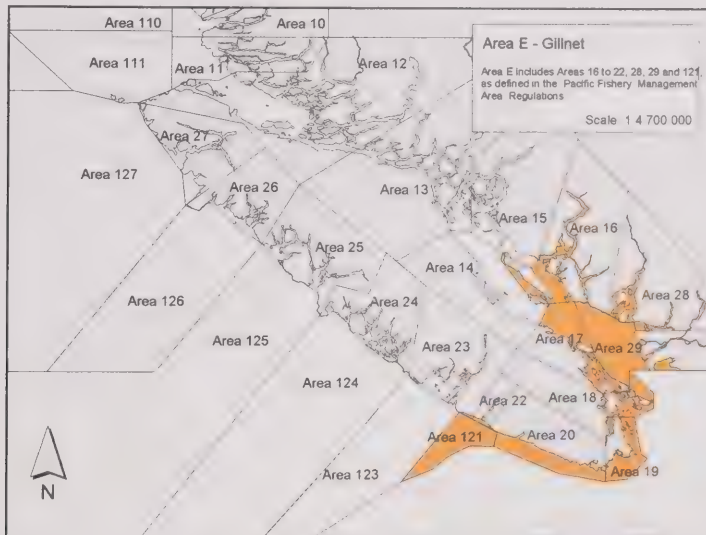 Area 110
Area 10
Area E - Gillnet
Area E includes Areas 16 to 22, 28, 29 and 121,
as defined in the Pacific Fishery Management
Area Regulations
Scale 1 4 700 000
Area 111
Area 11
Area 12
Area 27
Area 127
Area 26
Area 13
Area 15
Area 16
Area 25
Area 14
Area 126
Area 24
Area 28
Area 125
Area 23
Area 17
Area 29
Area 124
Area 22
Area 18
Area 121
Area 20
Area 123
Area 19
N